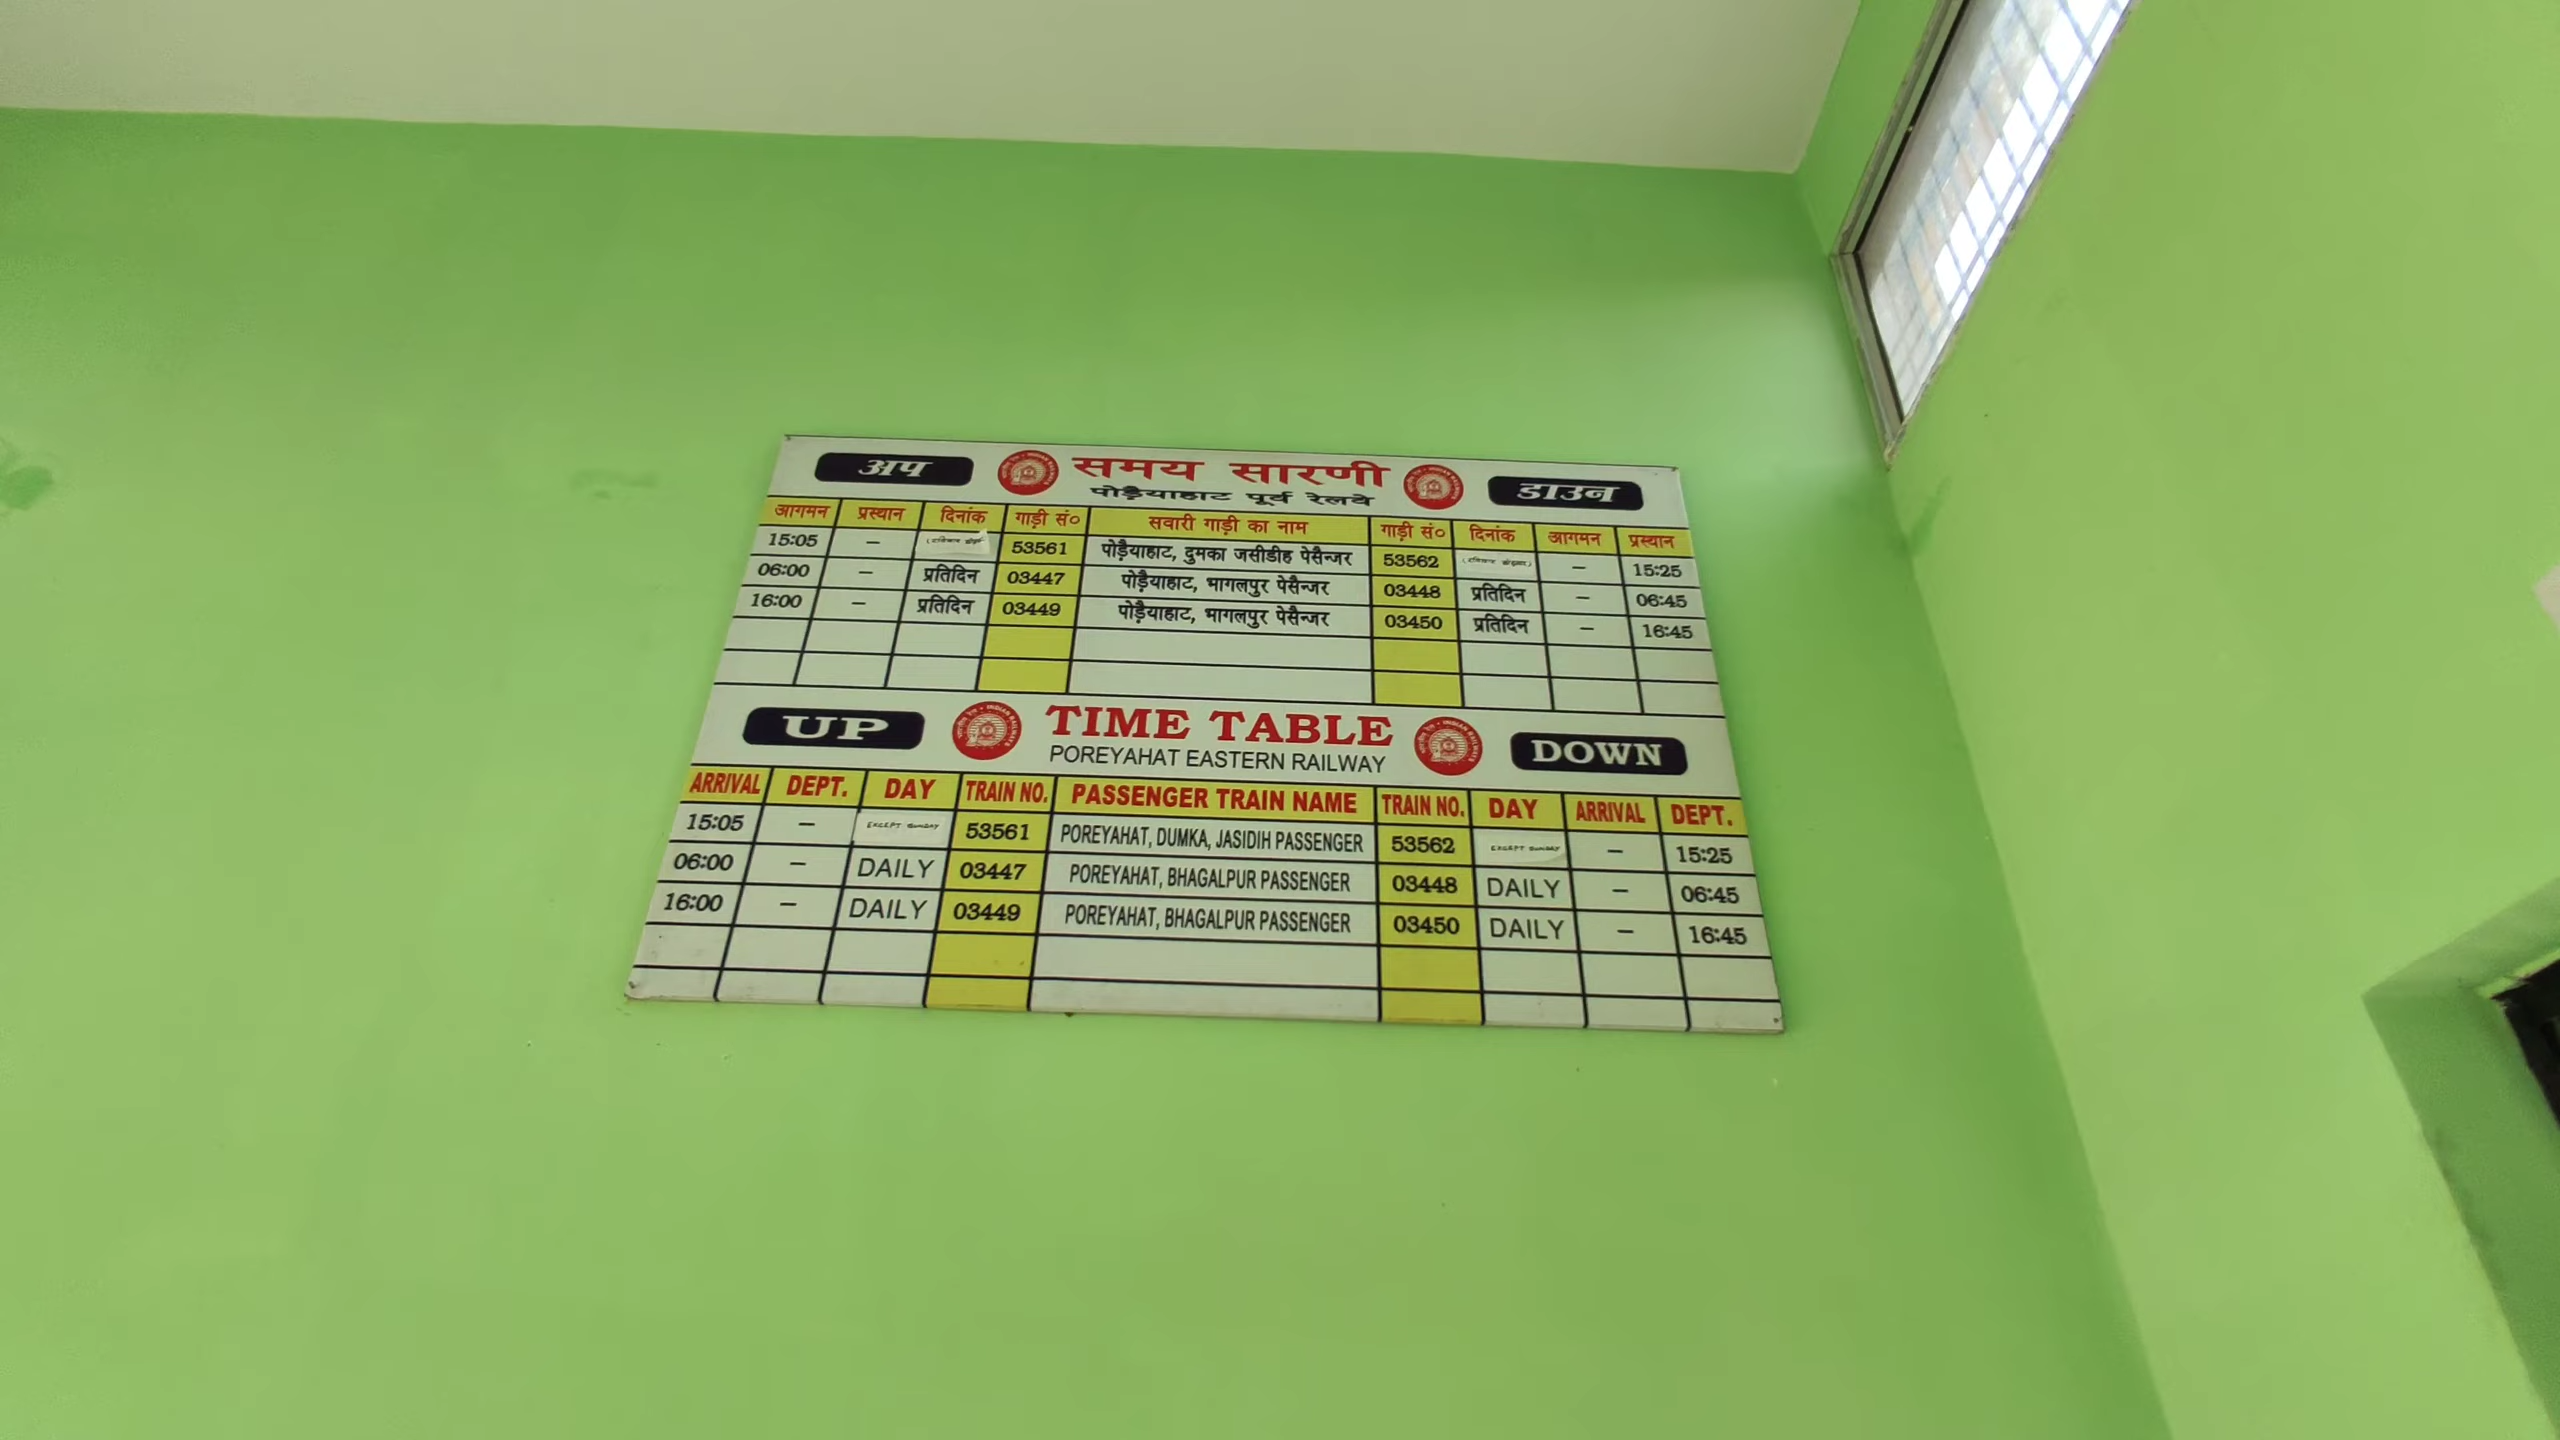 अप समय सारणी डाउन
पोड़ैयाहाट पूर्व रेलवे
आगमन प्रस्थान दिनांक गाड़ी सं० सवारी गाड़ी का नाम गाड़ी सं० दिनांक आगमन प्रस्थान
15:05 – 53561 पोड़ैयाहाट, दुमका जसीडीह पेसैन्जर 53562 – 15:25
06:00 – प्रतिदिन 03447 पोड़ैयाहाट, भागलपुर पेसैन्जर 03448 प्रतिदिन – 06:45
16:00 – प्रतिदिन 03449 पोड़ैयाहाट, भागलपुर पेसैन्जर 03450 प्रतिदिन – 16:45
UP TIME TABLE DOWN
POREYAHAT EASTERN RAILWAY
ARRIVAL DEPT. DAY TRAIN NO. PASSENGER TRAIN NAME TRAIN NO. DAY ARRIVAL DEPT.
15:05 – EXCEPT SUNDAY 53561 POREYAHAT, DUMKA, JASIDIH PASSENGER 53562 EXCEPT SUNDAY – 15:25
06:00 – DAILY 03447 POREYAHAT, BHAGALPUR PASSENGER 03448 DAILY – 06:45
16:00 – DAILY 03449 POREYAHAT, BHAGALPUR PASSENGER 03450 DAILY – 16:45